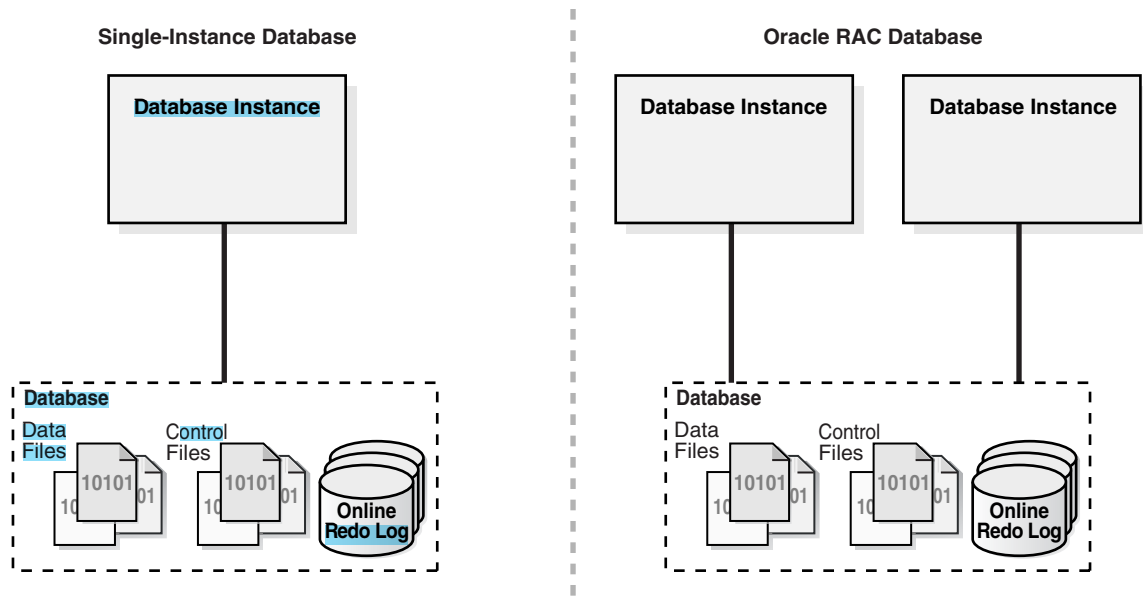 Single-Instance Database
Database Instance
Database
Data
Files
Control
Files
10101
10
01
10101
10
01
Online
Redo Log
Oracle RAC Database
Database Instance
Database Instance
Database
Data
Files
Control
Files
10101
10
01
10101
10
01
Online
Redo Log